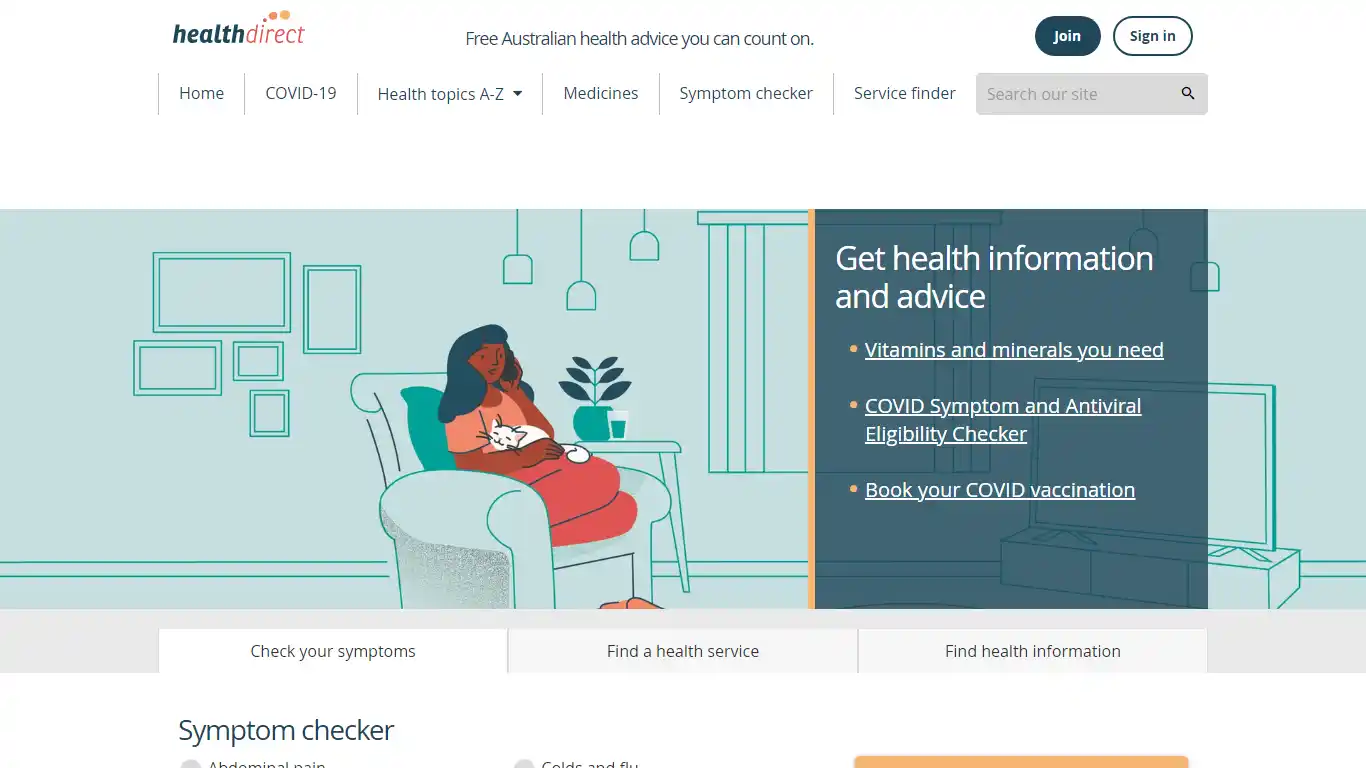 healthdirect
Free Australian health advice you can count on.
Join
Sign in
Home
COVID-19
Health topics A-Z
Medicines
Symptom checker
Service finder
Search our site
Get health information
and advice
Vitamins and minerals you need
COVID Symptom and Antiviral
Eligibility Checker
Book your COVID vaccination
Check your symptoms
Find a health service
Find health information
Symptom checker
Abdominal pain
Colds and flu